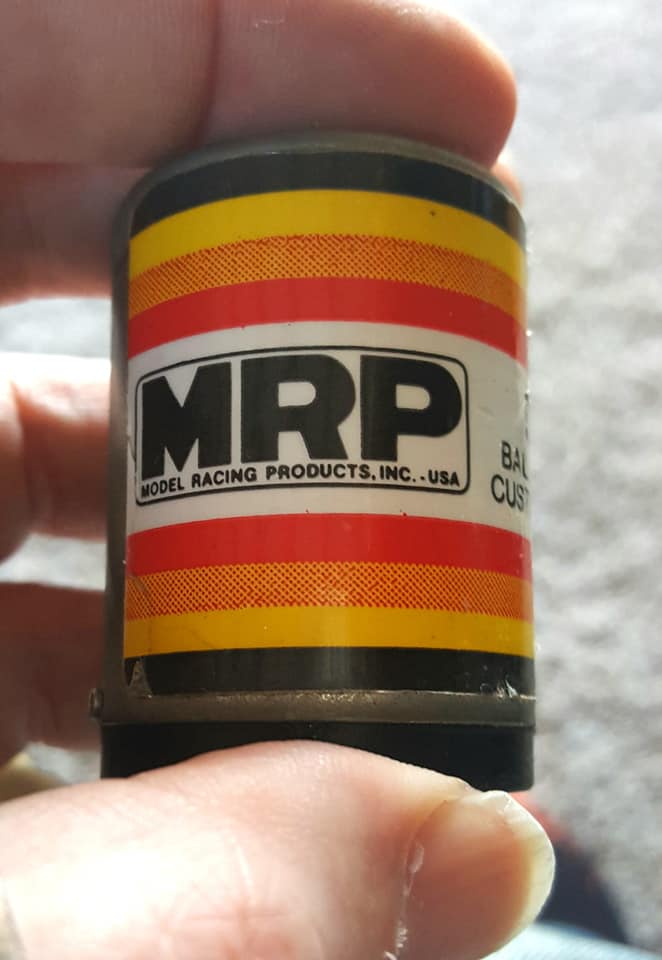 MRP
MODEL RACING PRODUCTS, INC. - USA